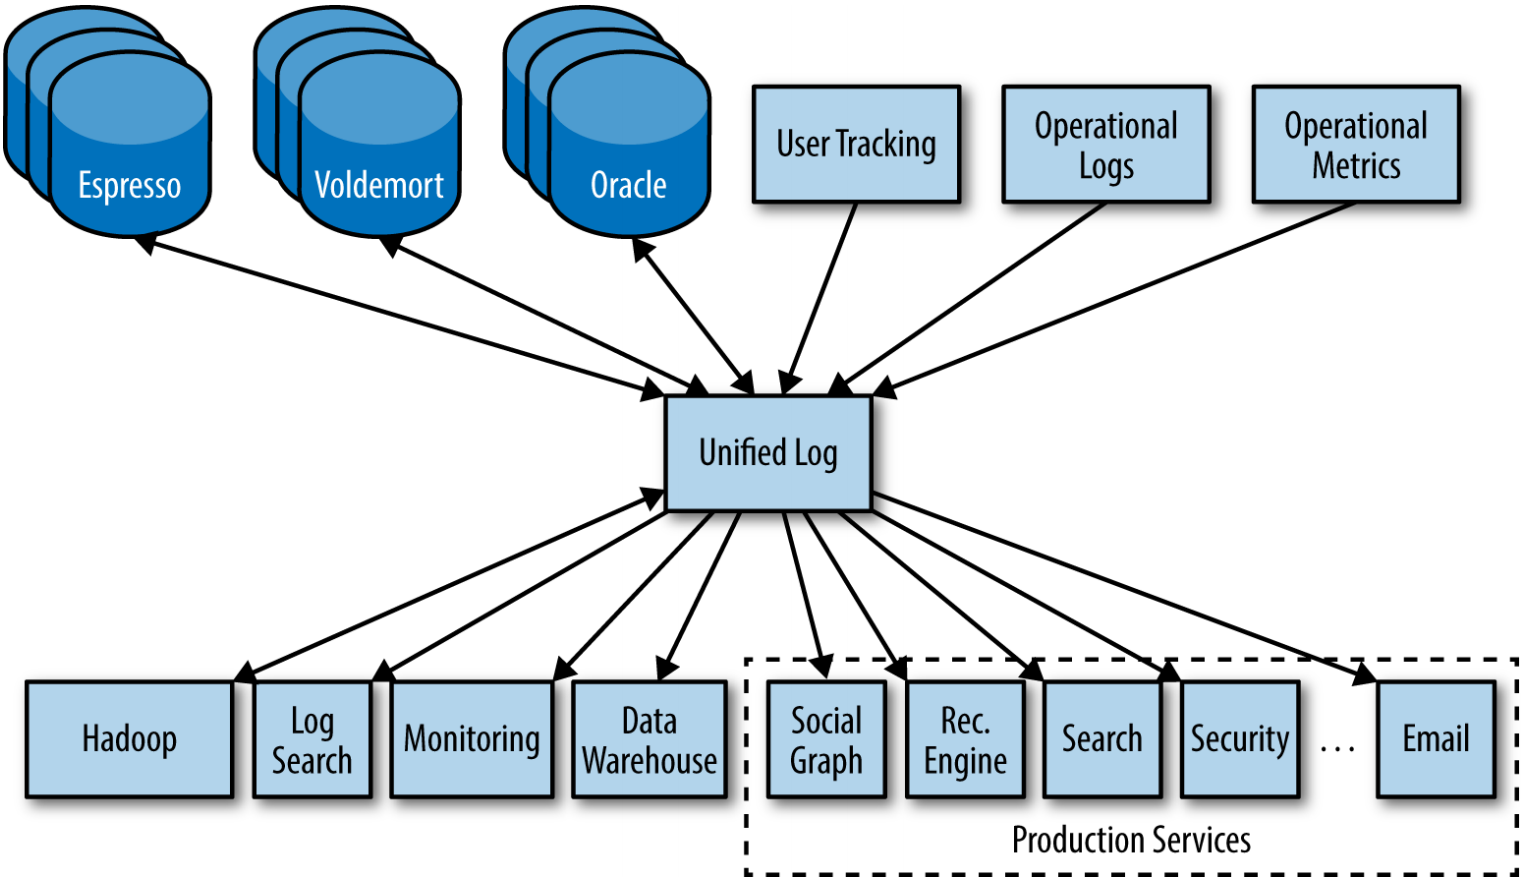 Espresso
Voldemort
Oracle
User Tracking
Operational
Logs
Operational
Metrics
Unified Log
Hadoop
Log
Search
Monitoring
Data
Warehouse
Social
Graph
Rec.
Engine
Search
Security
...
Email
Production Services